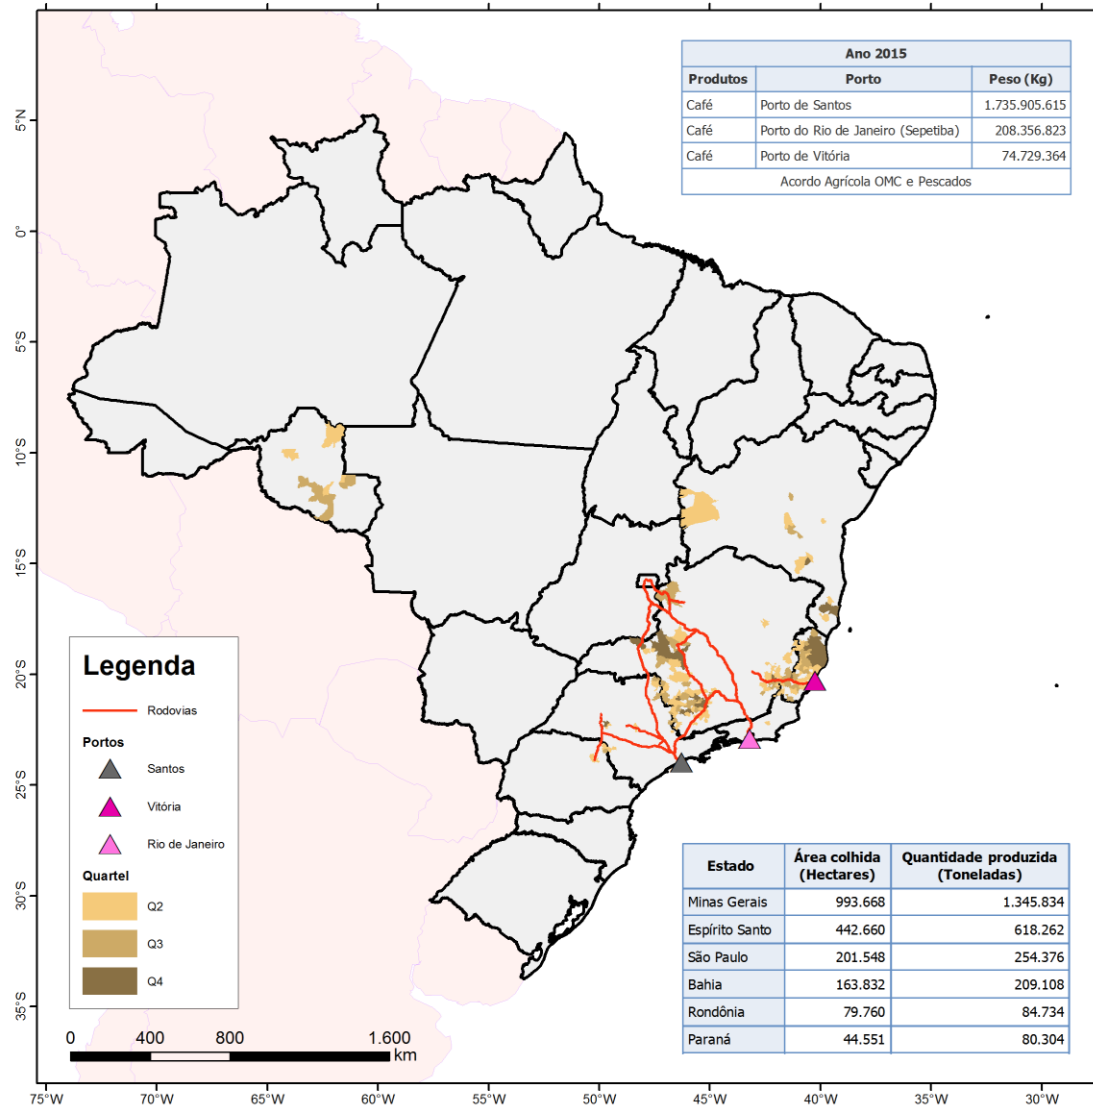 Ano 2015
Produtos Porto Peso (Kg)
Café Porto de Santos 1.735.905.615
Café Porto do Rio de Janeiro (Sepetiba) 208.356.823
Café Porto de Vitória 74.729.364
Acordo Agrícola OMC e Pescados
5°N
0°
5°S
10°S
15°S
20°S
25°S
30°S
35°S
Legenda
Rodovias
Portos
Santos
Vitória
Rio de Janeiro
Quartel
Q2
Q3
Q4
0 400 800 1.600
km
Estado Área colhida (Hectares) Quantidade produzida (Toneladas)
Minas Gerais 993.668 1.345.834
Espírito Santo 442.660 618.262
São Paulo 201.548 254.376
Bahia 163.832 209.108
Rondônia 79.760 84.734
Paraná 44.551 80.304
75°W 70°W 65°W 60°W 55°W 50°W 45°W 40°W 35°W 30°W